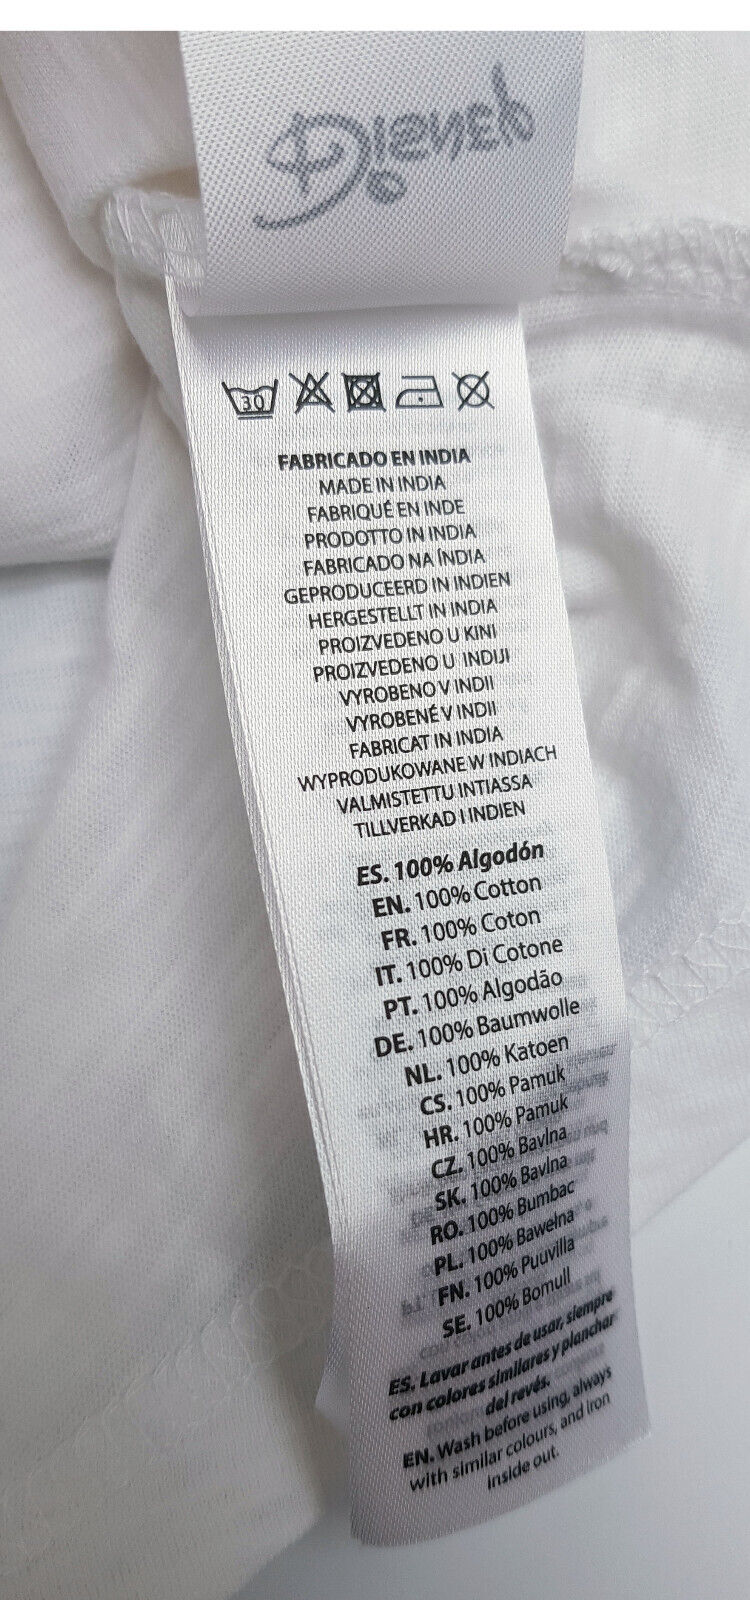 Disney
30
FABRICADO EN INDIA
MADE IN INDIA
FABRIQUÉ EN INDE
PRODOTTO IN INDIA
FABRICADO NA ÍNDIA
GEPRODUCEERD IN INDIEN
HERGESTELLT IN INDIA
PROIZVEDENO U KINI
PROIZVEDENO U INDIJI
VYROBENO V INDII
VYROBENÉ V INDII
FABRICAT IN INDIA
WYPRODUKOWANE W INDIACH
VALMISTETTU INTIASSA
TILLVERKAD I INDIEN
ES. 100% Algodón
EN. 100% Cotton
FR. 100% Coton
IT. 100% Di Cotone
PT. 100% Algodão
DE. 100% Baumwolle
NL. 100% Katoen
CS. 100% Pamuk
HR. 100% Pamuk
CZ. 100% Bavlna
SK. 100% Bavlna
RO. 100% Bumbac
PL. 100% Bawełna
FN. 100% Puuvilla
SE. 100% Bomull
ES. Lavar antes de usar, siempre
con colores similares y planchar
del revés.
EN. Wash before using, always
with similar colours, and iron
inside out.